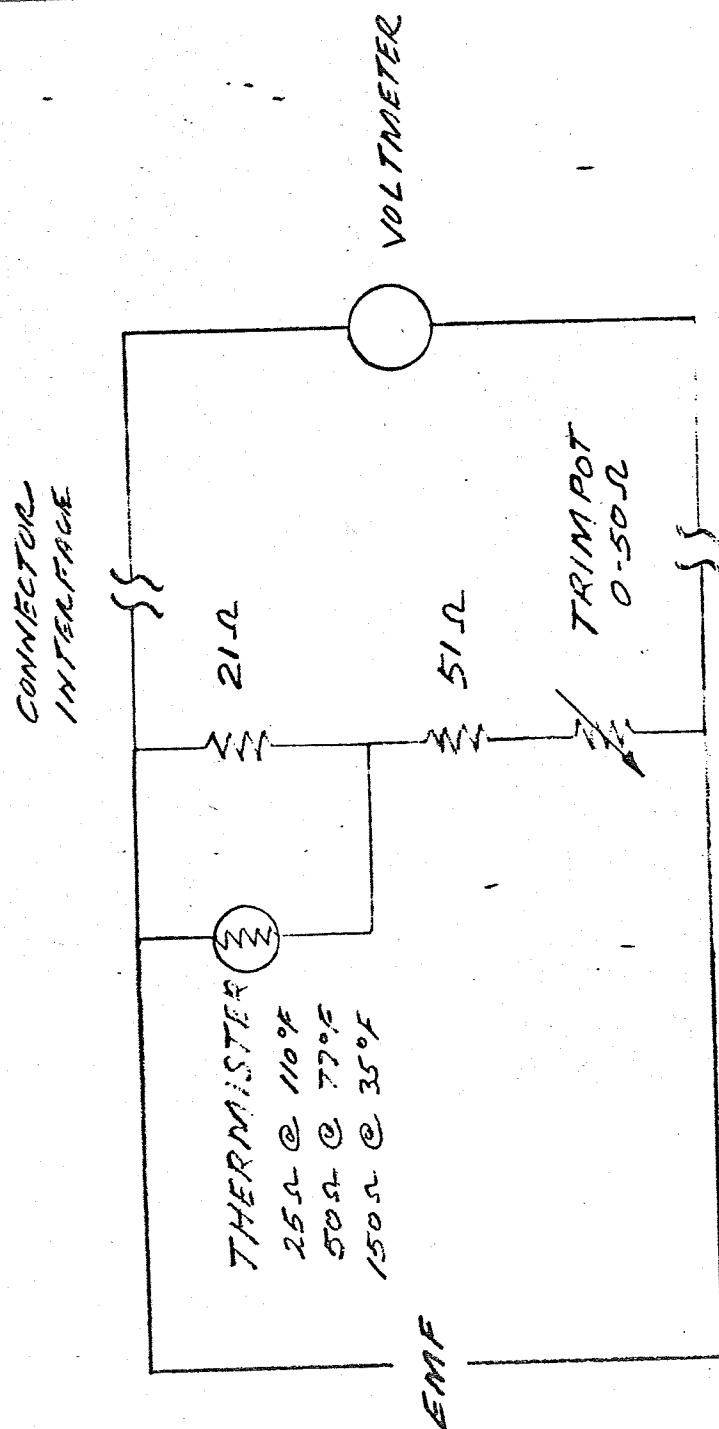 CONNECTOR
INTERFACE
VOLTMETER
21Ω
51Ω
TRIMPOT
0-50Ω
THERMISTER
25Ω @ 110°F
50Ω @ 77°F
150Ω @ 35°F
EMF